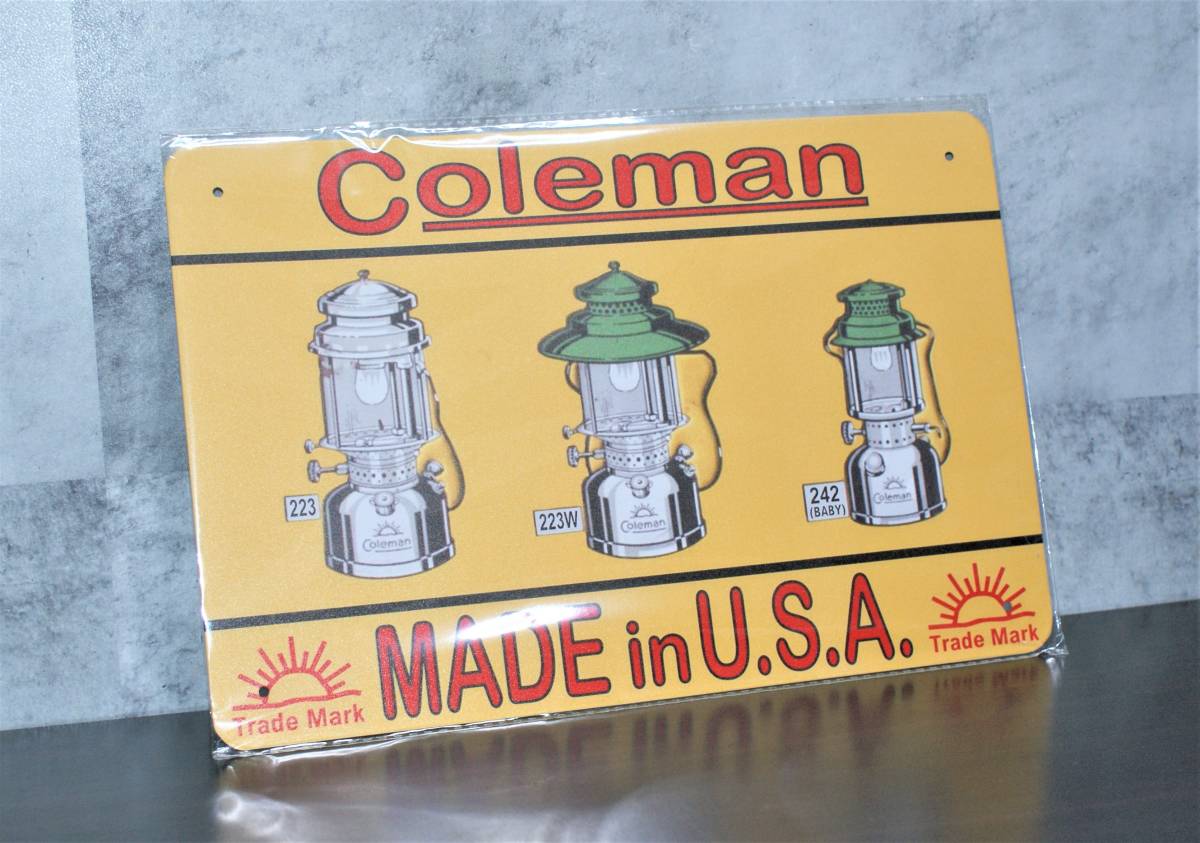 Coleman
223
Coleman
223W
Coleman
242
(BABY)
Coleman
MADE in U.S.A.
Trade Mark
Trade Mark